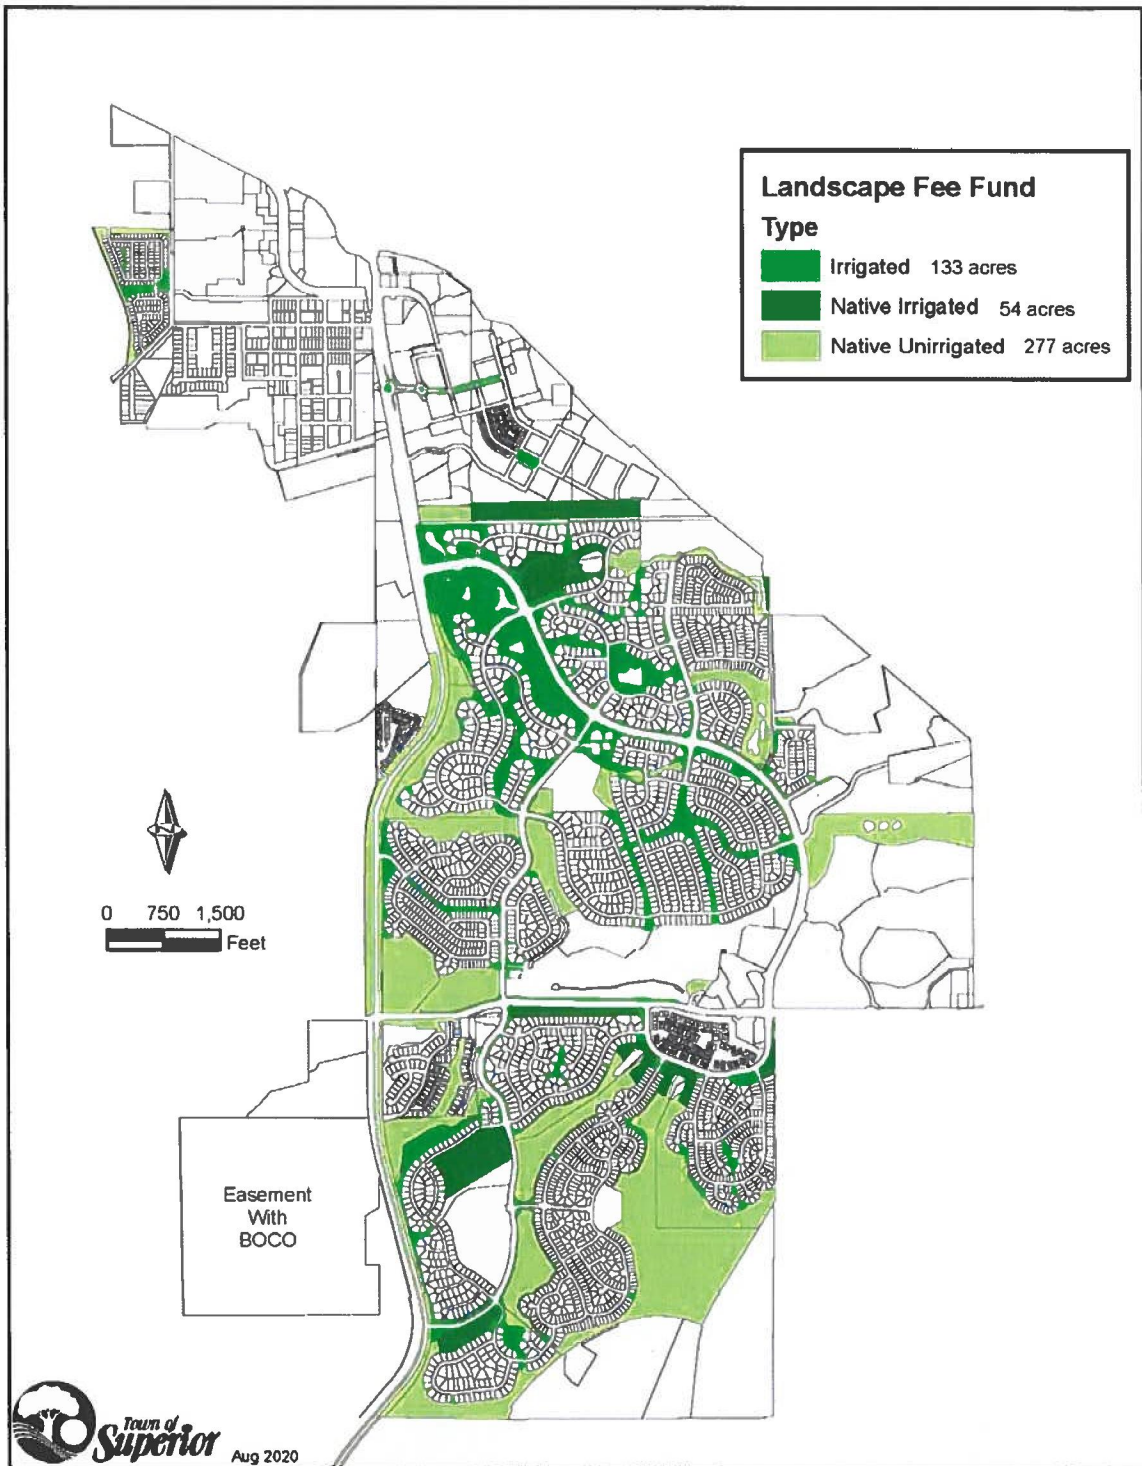 Landscape Fee Fund
Type
Irrigated 133 acres
Native Irrigated 54 acres
Native Unirrigated 277 acres
N
0 750 1,500
Feet
Easement
With
BOCO
Town of
Superior
Aug 2020